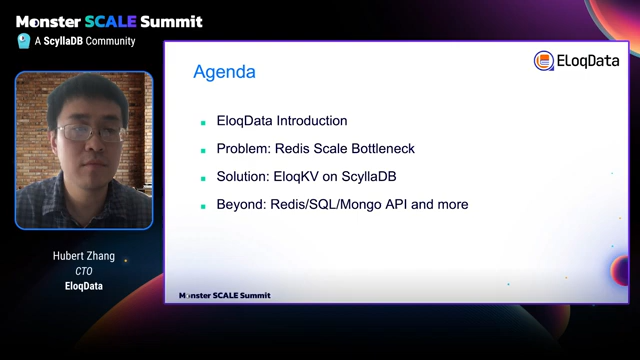 Monster SCALE Summit
A ScyllaDB Community
Agenda
EloqData
EloqData Introduction
Problem: Redis Scale Bottleneck
Solution: EloqKV on ScyllaDB
Beyond: Redis/SQL/Mongo API and more
Hubert Zhang
CTO
EloqData
Monster SCALE Summit